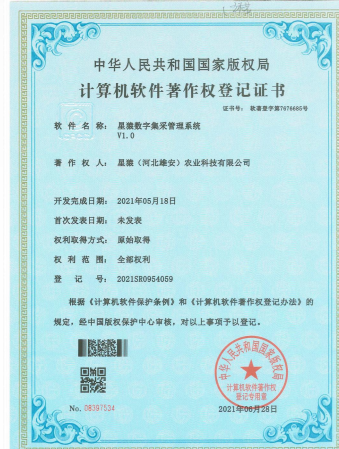 中华人民共和国国家版权局
计算机软件著作权登记证书
证书号： 软著登字第7676685号
软件名称： 星猿数字集采管理系统
V1.0
著作权人： 星猿（河北雄安）农业科技有限公司
开发完成日期： 2021年05月18日
首次发表日期： 未发表
权利取得方式： 原始取得
权利范围： 全部权利
登记号： 2021SR0954059
根据《计算机软件保护条例》和《计算机软件著作权登记办法》的
规定，经中国版权保护中心审核，对以上事项予以登记。
中华人民共和国国家版权局
计算机软件著作权
登记专用章
No. 08397504
2021年06月28日